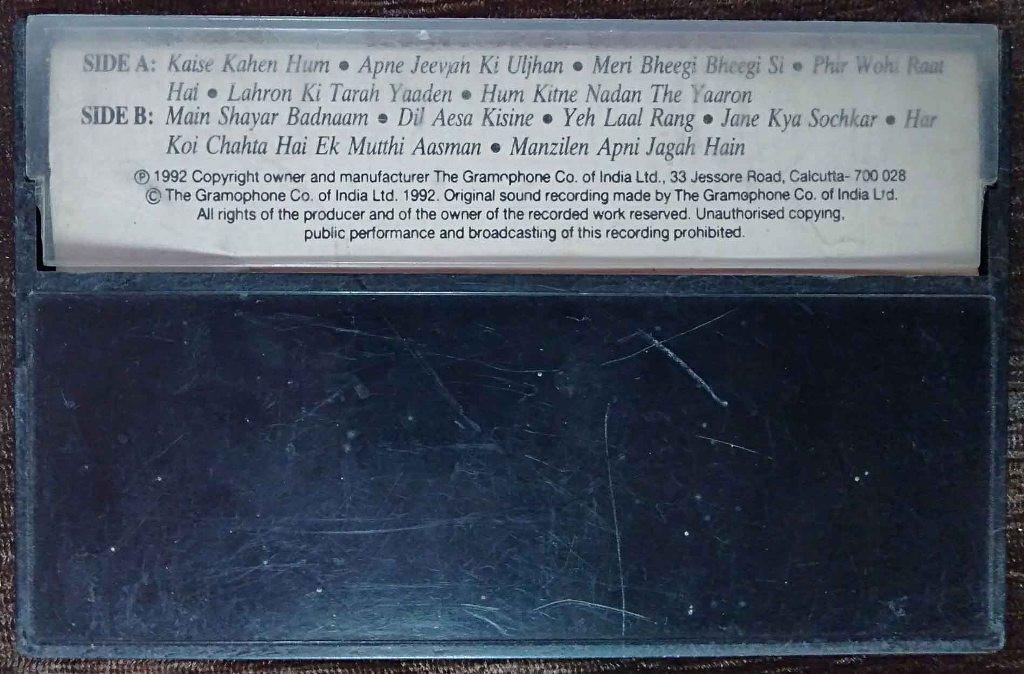 SIDE A: Kaise Kahen Hum • Apne Jeevan Ki Uljhan • Meri Bheegi Bheegi Si • Phir Wohi Raat
Hai • Lahron Ki Tarah Yaaden • Hum Kitne Nadan The Yaaron
SIDE B: Main Shayar Badnaam • Dil Aesa Kisine • Yeh Laal Rang • Jane Kya Sochkar • Har
Koi Chahta Hai Ek Mutthi Aasman • Manzilen Apni Jagah Hain
℗ 1992 Copyright owner and manufacturer The Gramophone Co. of India Ltd., 33 Jessore Road, Calcutta- 700 028
© The Gramophone Co. of India Ltd. 1992. Original sound recording made by The Gramophone Co. of India Ltd.
All rights of the producer and of the owner of the recorded work reserved. Unauthorised copying,
public performance and broadcasting of this recording prohibited.